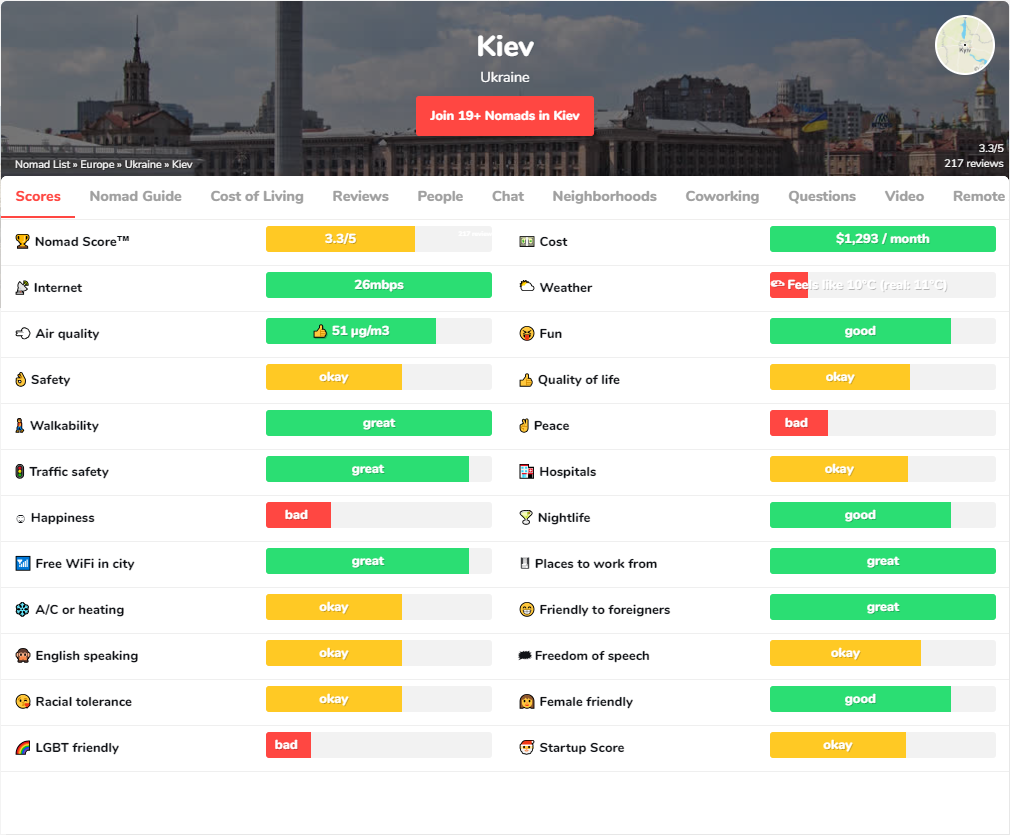 Kiev
Ukraine
Join 19+ Nomads in Kiev
Kyiv
3.3/5
217 reviews
Nomad List » Europe » Ukraine » Kiev
Scores Nomad Guide Cost of Living Reviews People Chat Neighborhoods Coworking Questions Video Remote
Nomad Score™ 3.3/5 Cost $1,293 / month
Internet 26mbps Weather Feels like 10°C (real: 11°C)
Air quality 51 µg/m3 Fun good
Safety okay Quality of life okay
Walkability great Peace bad
Traffic safety great Hospitals okay
Happiness bad Nightlife good
Free WiFi in city great Places to work from great
A/C or heating okay Friendly to foreigners great
English speaking okay Freedom of speech okay
Racial tolerance okay Female friendly good
LGBT friendly bad Startup Score okay